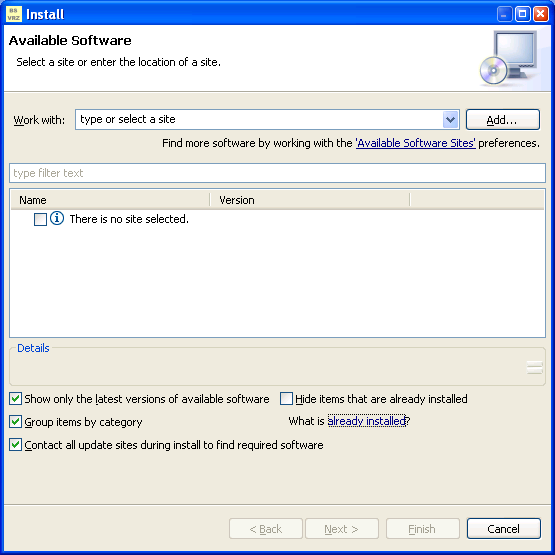 BS
VRZ
Install
Available Software
Select a site or enter the location of a site.
Work with: type or select a site Add...
Find more software by working with the 'Available Software Sites' preferences.
type filter text
Name Version
There is no site selected.
Details
Show only the latest versions of available software Hide items that are already installed
Group items by category What is already installed?
Contact all update sites during install to find required software
< Back Next > Finish Cancel